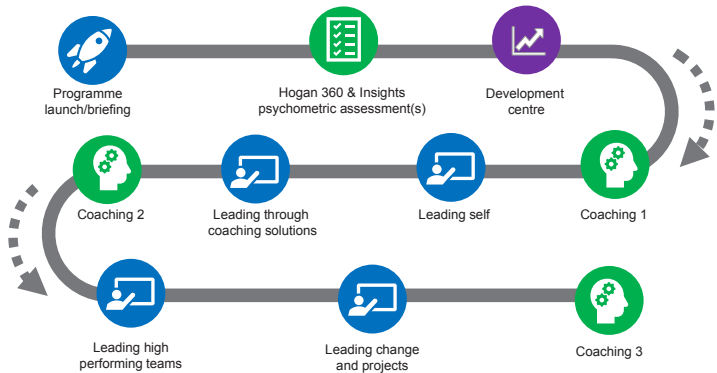 Programme
launch/briefing
Hogan 360 & Insights
psychometric assessment(s)
Development
centre
Coaching 2
Leading through
coaching solutions
Leading self
Coaching 1
Leading high
performing teams
Leading change
and projects
Coaching 3